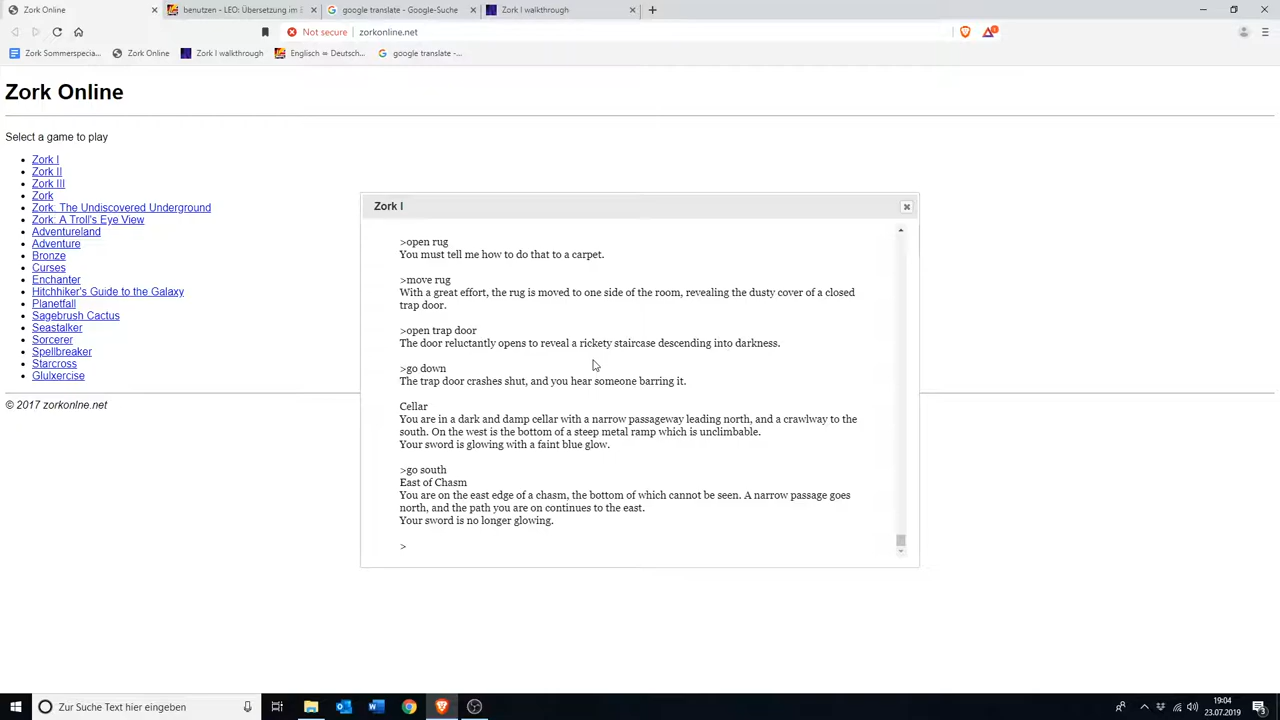 Zork Online
benutzen - LEO: Übersetzung im E
google translate - Google-Suche
Zork I walkthrough
Not secure
zorkonline.net
Zork Sommerspecia...
Zork Online
Zork I walkthrough
Englisch ⇔ Deutsch...
google translate -...
Zork Online
Select a game to play
Zork I
Zork II
Zork III
Zork
Zork: The Undiscovered Underground
Zork: A Troll's Eye View
Adventureland
Adventure
Bronze
Curses
Enchanter
Hitchhiker's Guide to the Galaxy
Planetfall
Sagebrush Cactus
Seastalker
Sorcerer
Spellbreaker
Starcross
Glulxercise
© 2017 zorkonlne.net
Zork I
>open rug
You must tell me how to do that to a carpet.
>move rug
With a great effort, the rug is moved to one side of the room, revealing the dusty cover of a closed
trap door.
>open trap door
The door reluctantly opens to reveal a rickety staircase descending into darkness.
>go down
The trap door crashes shut, and you hear someone barring it.
Cellar
You are in a dark and damp cellar with a narrow passageway leading north, and a crawlway to the
south. On the west is the bottom of a steep metal ramp which is unclimbable.
Your sword is glowing with a faint blue glow.
>go south
East of Chasm
You are on the east edge of a chasm, the bottom of which cannot be seen. A narrow passage goes
north, and the path you are on continues to the east.
Your sword is no longer glowing.
>
Zur Suche Text hier eingeben
19:04
23.07.2019